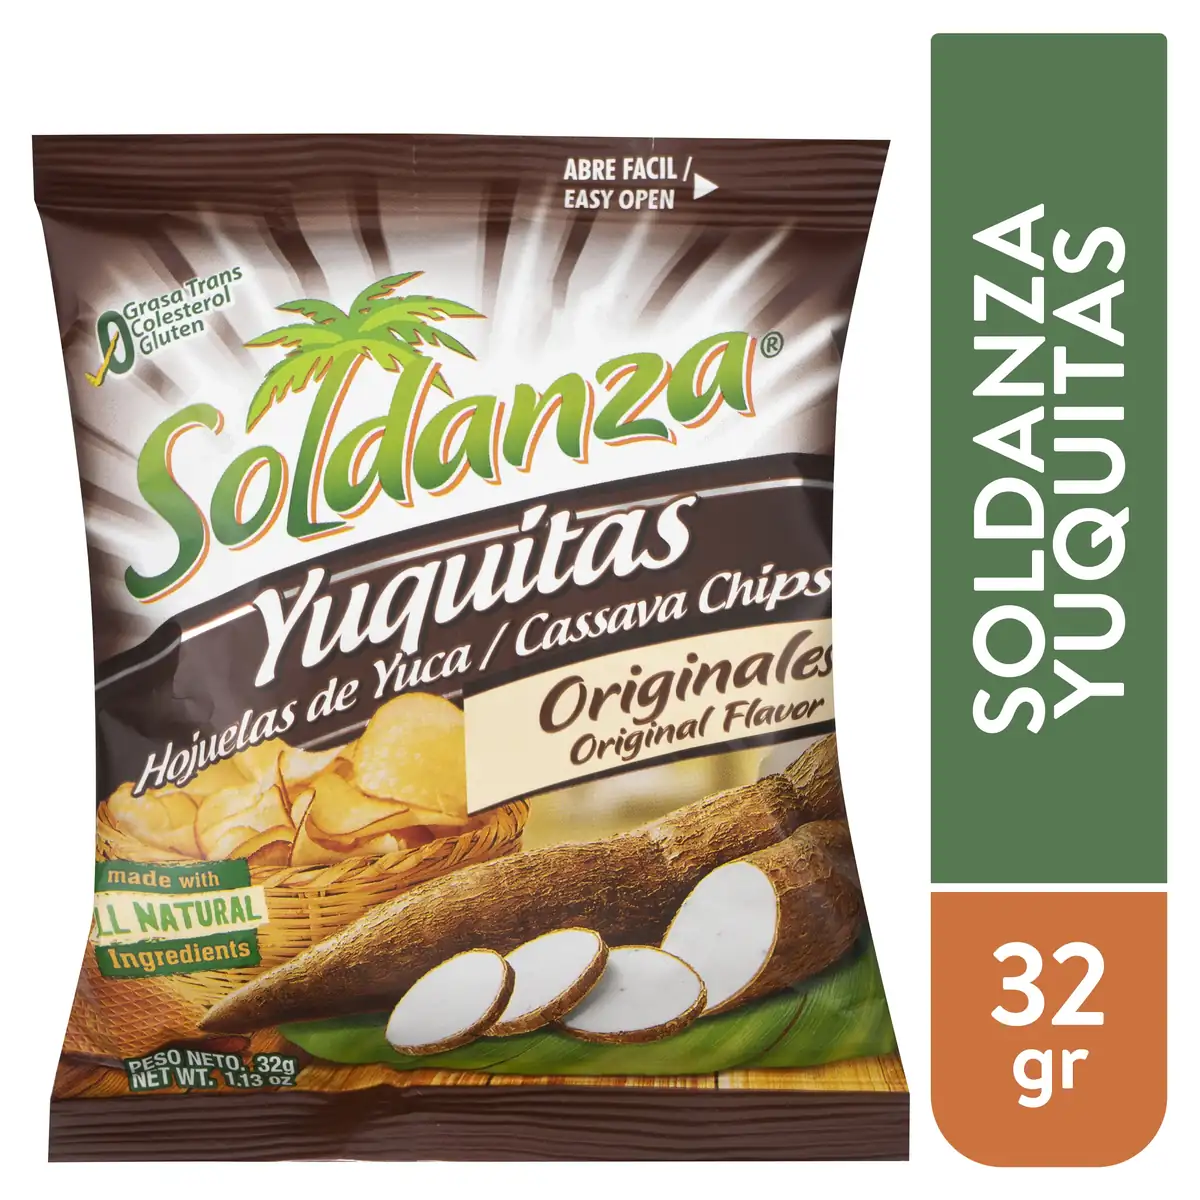 ABRE FACIL /
EASY OPEN
0 Grasa Trans
Colesterol
Gluten
Soldanza®
Yuquitas
Hojuelas de Yuca / Cassava Chips
Originales
Original Flavor
made with
LL NATURAL
Ingredients
PESO NETO. 32g
NET WT. 1.13 oz
SOLDANZA
YUQUITAS
32
gr